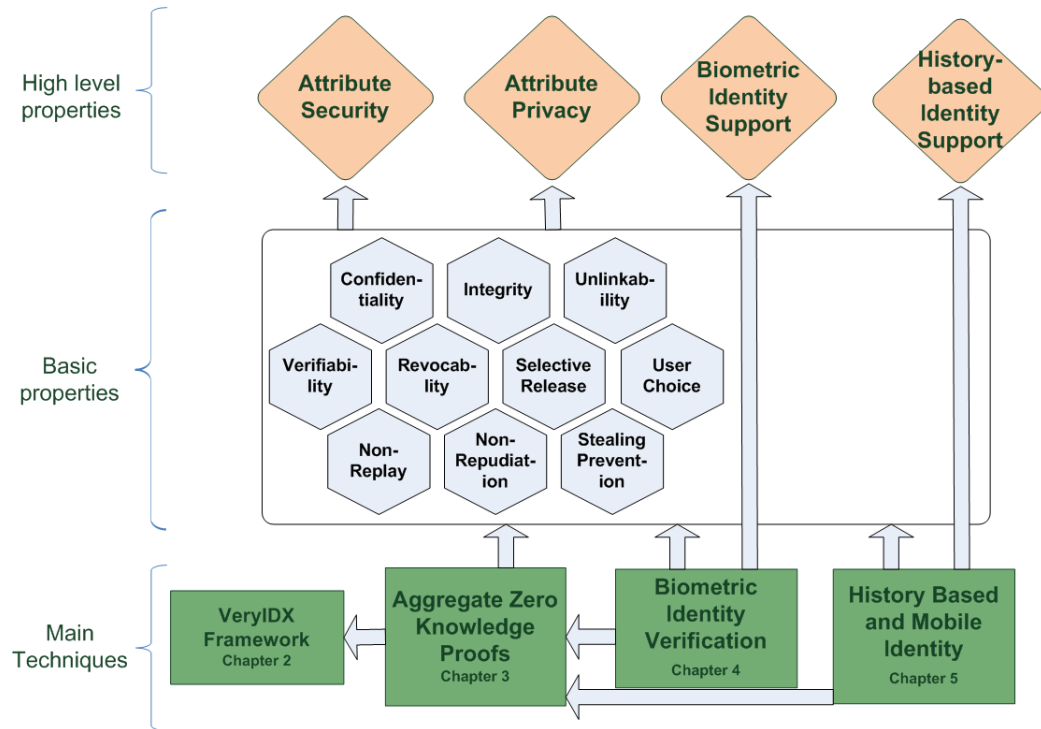 High level
properties
Attribute
Security
Attribute
Privacy
Biometric
Identity
Support
History-
based
Identity
Support
Basic
properties
Confiden-
tiality
Integrity
Unlinkab-
ility
Verifiabi-
lity
Revocab-
ility
Selective
Release
User
Choice
Non-
Replay
Non-
Repudiat-
ion
Stealing
Prevent-
ion
Main
Techniques
VeryIDX
Framework
Chapter 2
Aggregate Zero
Knowledge
Proofs
Chapter 3
Biometric
Identity
Verification
Chapter 4
History Based
and Mobile
Identity
Chapter 5